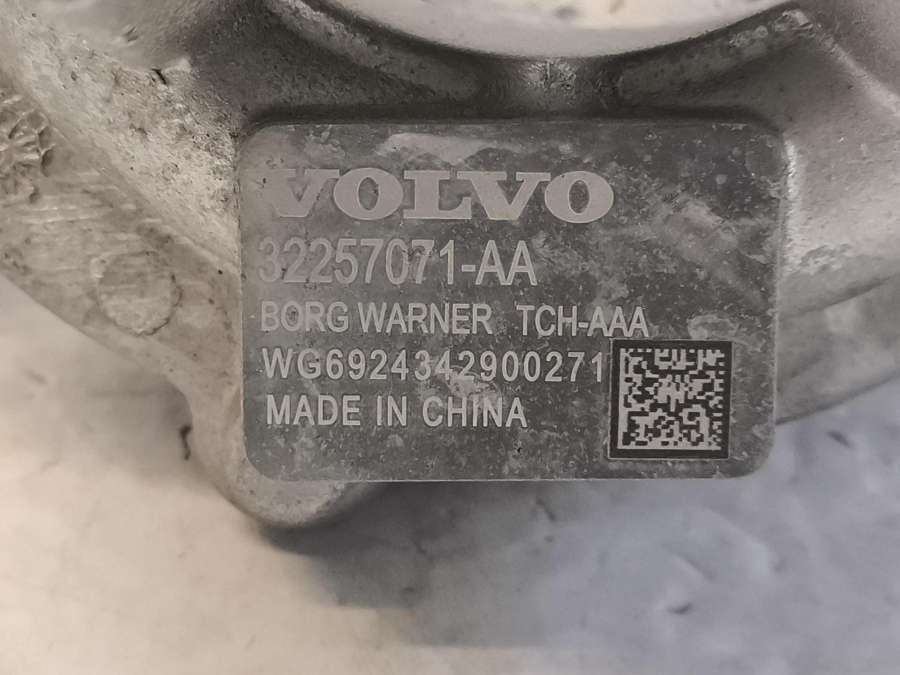 VOLVO
32257071-AA
BORG WARNER TCH-AAA
WG6924342900271
MADE IN CHINA